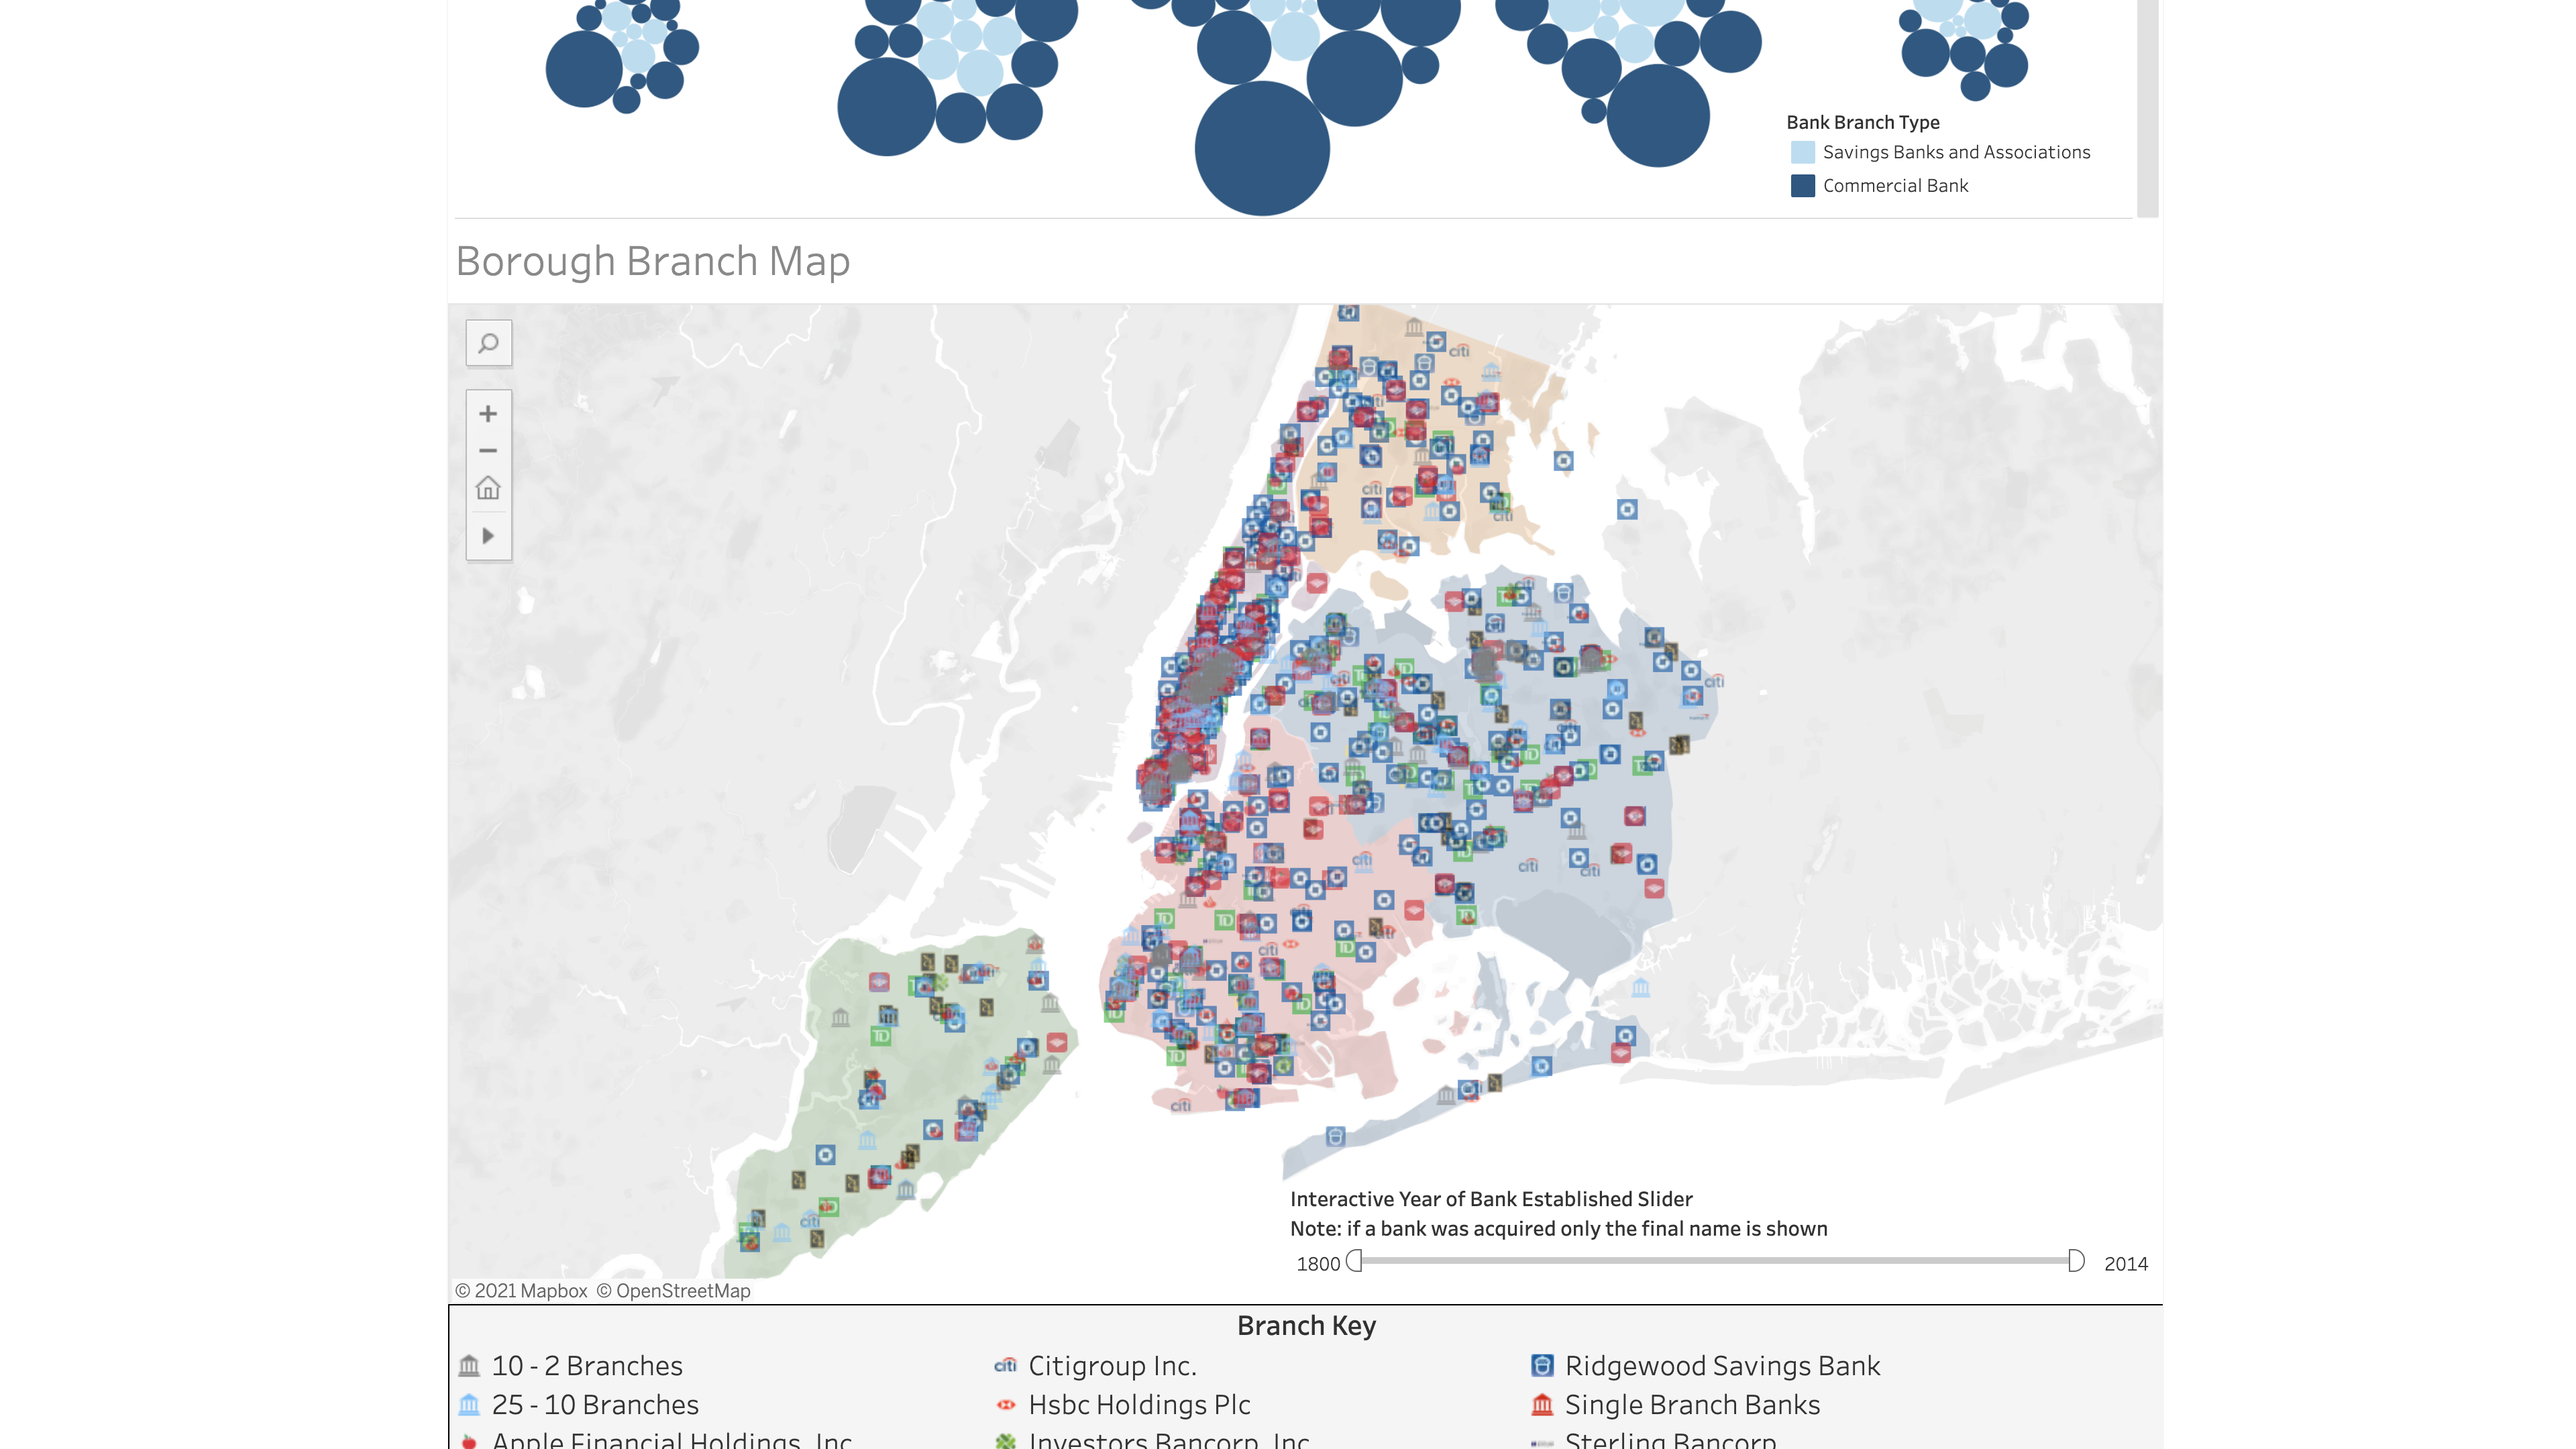 Bank Branch Type
Savings Banks and Associations
Commercial Bank
Borough Branch Map
Interactive Year of Bank Established Slider
Note: if a bank was acquired only the final name is shown
1800
2014
© 2021 Mapbox © OpenStreetMap
Branch Key
10 - 2 Branches
citi Citigroup Inc.
Ridgewood Savings Bank
25 - 10 Branches
Hsbc Holdings Plc
Single Branch Banks
Apple Financial Holdings, Inc
Investors Bancorp, Inc
Sterling Bancorp